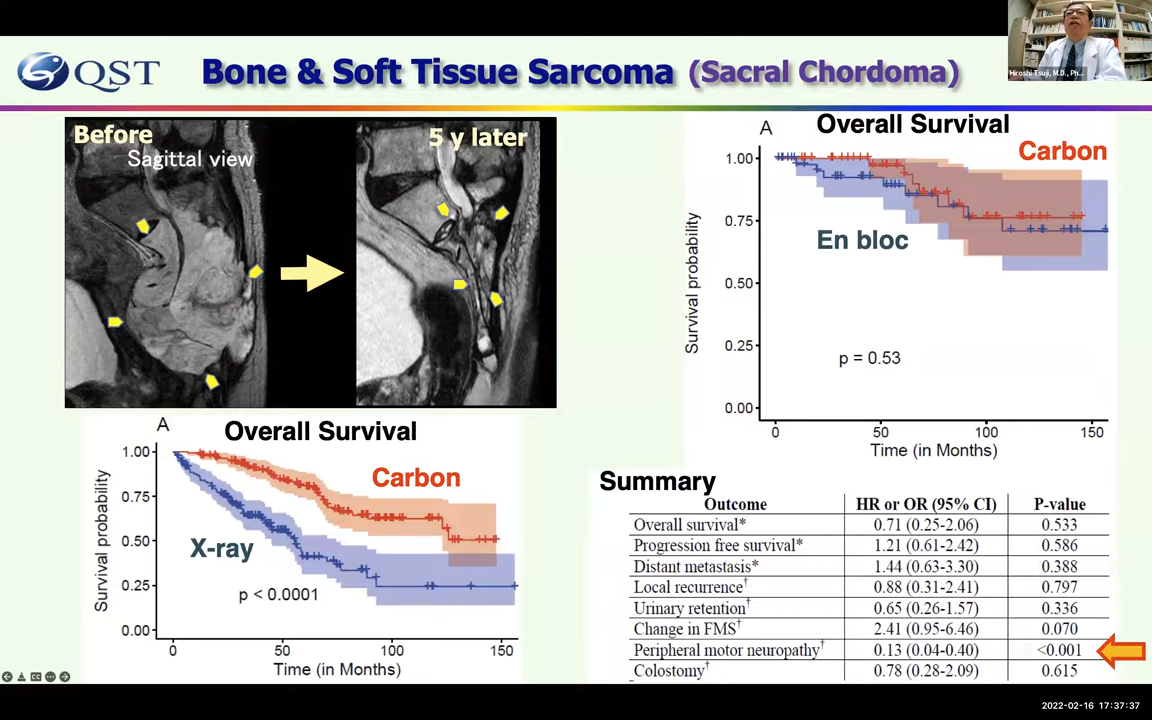 QST
Bone & Soft Tissue Sarcoma (Sacral Chordoma)
Hiroshi Tsuji, M.D., Ph...
Before
Sagittal view
5 y later
A
Overall Survival
Carbon
En bloc
p = 0.53
Survival probability
1.00
0.75
0.50
0.25
0.00
0 50 100 150
Time (in Months)
A
Overall Survival
Carbon
X-ray
p < 0.0001
Survival probability
1.00
0.75
0.50
0.25
0.00
0 50 100 150
Time (in Months)
Summary
Outcome HR or OR (95% CI) P-value
Overall survival* 0.71 (0.25-2.06) 0.533
Progression free survival* 1.21 (0.61-2.42) 0.586
Distant metastasis* 1.44 (0.63-3.30) 0.388
Local recurrence† 0.88 (0.31-2.41) 0.797
Urinary retention† 0.65 (0.26-1.57) 0.336
Change in FMS† 2.41 (0.95-6.46) 0.070
Peripheral motor neuropathy† 0.13 (0.04-0.40) <0.001
Colostomy† 0.78 (0.28-2.09) 0.615
2022-02-16 17:37:37